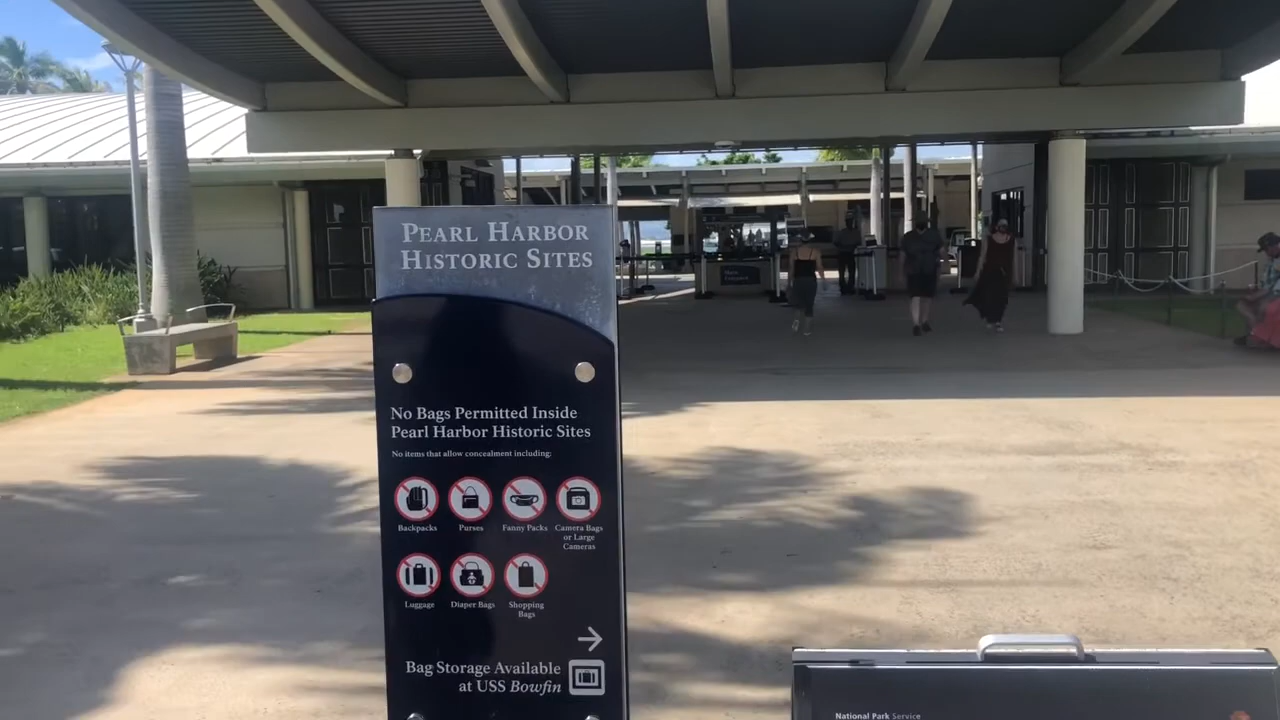 PEARL HARBOR
HISTORIC SITES
No Bags Permitted Inside
Pearl Harbor Historic Sites
No items that allow concealment including:
Backpacks
Purses
Fanny Packs
Camera Bags
or Large
Cameras
Luggage
Diaper Bags
Shopping
Bags
Bag Storage Available
at USS Bowfin
National Park Service